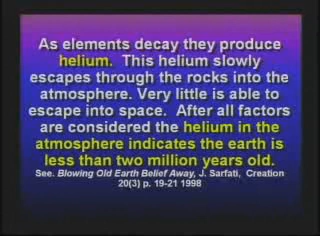 As elements decay they produce
helium. This helium slowly
escapes through the rocks into the
atmosphere. Very little is able to
escape into space. After all factors
are considered the helium in the
atmosphere indicates the earth is
less than two million years old.
See. Blowing Old Earth Belief Away, J. Sarfati, Creation
20(3) p. 19-21 1998